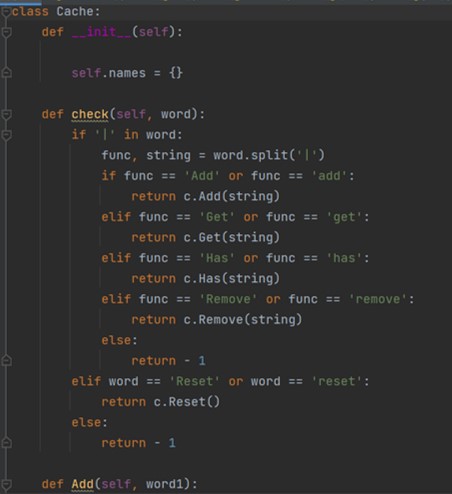 class Cache:
    def __init__(self):
        self.names = {}
    def check(self, word):
        if '|' in word:
            func, string = word.split('|')
            if func == 'Add' or func == 'add':
                return c.Add(string)
            elif func == 'Get' or func == 'get':
                return c.Get(string)
            elif func == 'Has' or func == 'has':
                return c.Has(string)
            elif func == 'Remove' or func == 'remove':
                return c.Remove(string)
            else:
                return - 1
        elif word == 'Reset' or word == 'reset':
            return c.Reset()
        else:
            return - 1
    def Add(self, word1):